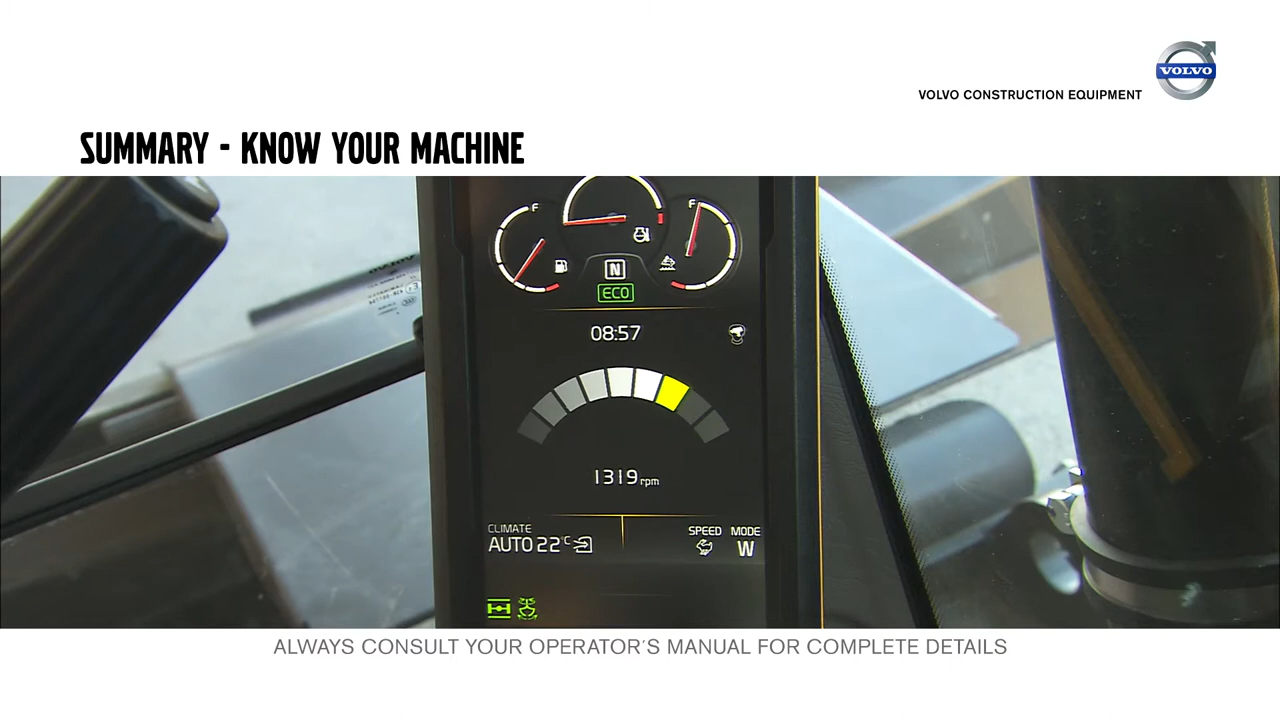 VOLVO
VOLVO CONSTRUCTION EQUIPMENT
SUMMARY - KNOW YOUR MACHINE
F
F
N
ECO
08:57
1319 rpm
CLIMATE
SPEED MODE
AUTO 22°C
W
ALWAYS CONSULT YOUR OPERATOR´S MANUAL FOR COMPLETE DETAILS